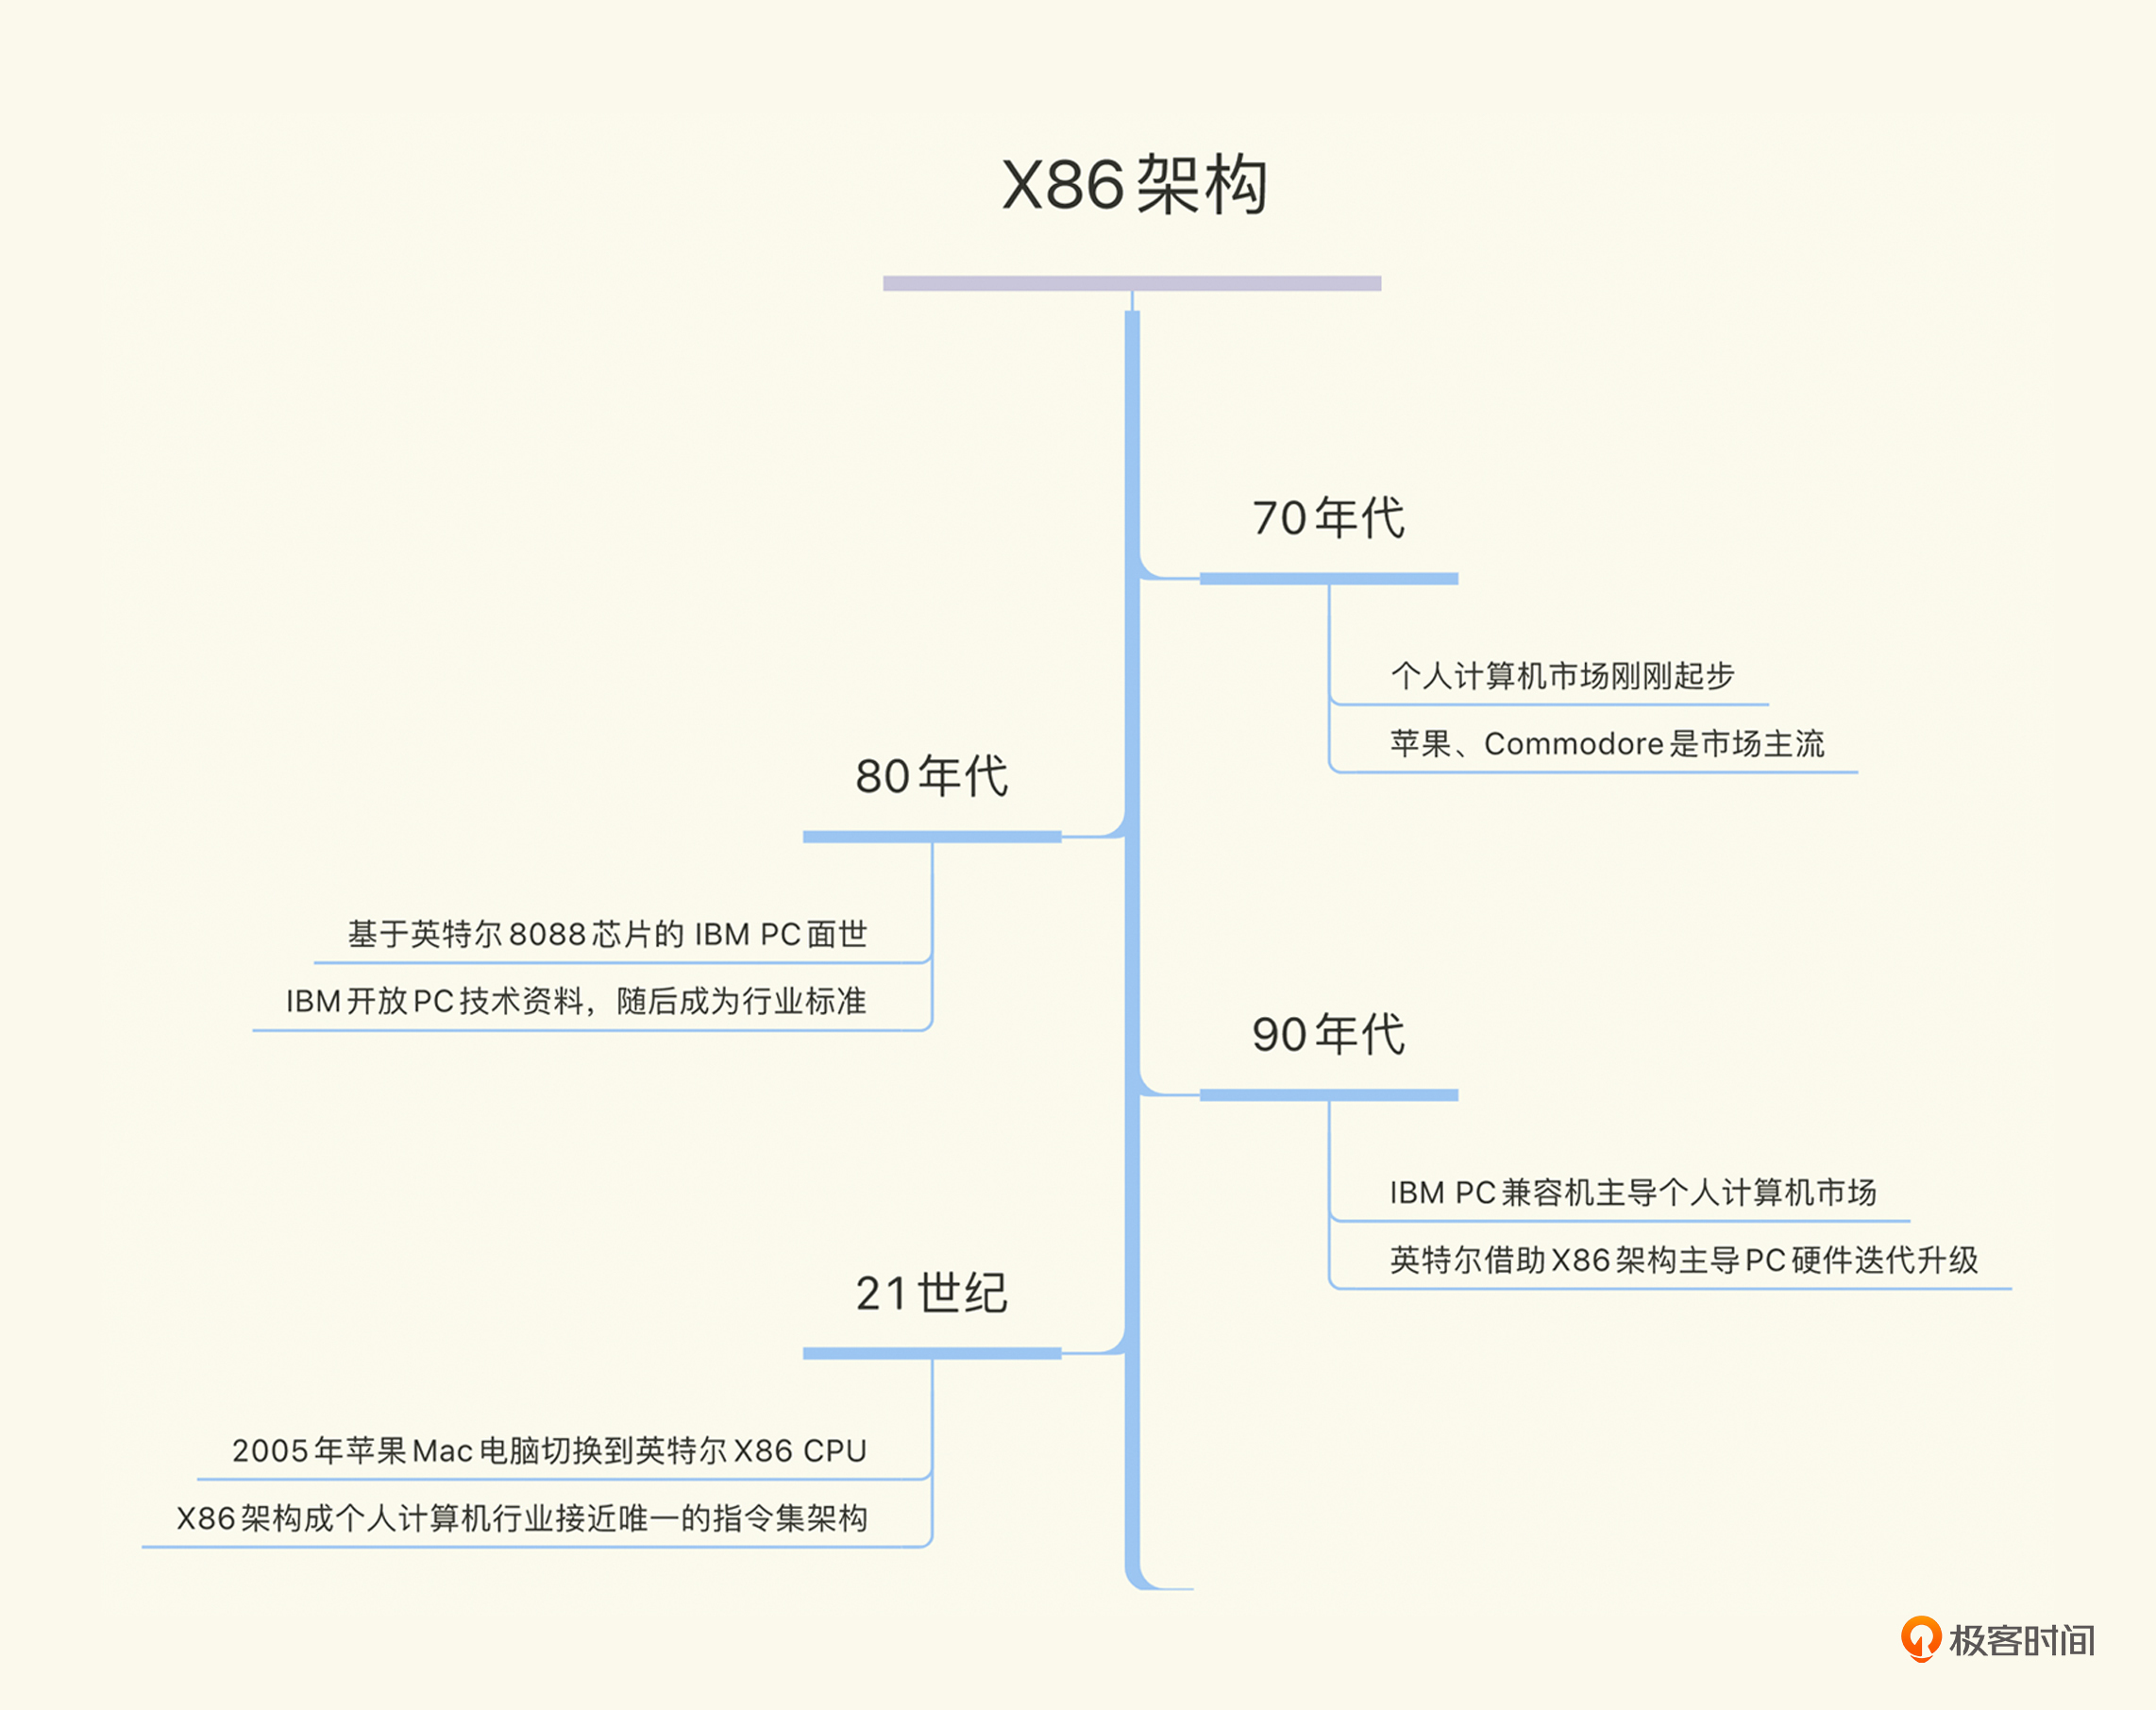 X86架构
70年代
个人计算机市场刚刚起步
苹果、Commodore是市场主流
80年代
基于英特尔8088芯片的 IBM PC面世
IBM开放PC技术资料，随后成为行业标准
90年代
IBM PC兼容机主导个人计算机市场
英特尔借助X86架构主导PC硬件迭代升级
21世纪
2005年苹果Mac电脑切换到英特尔X86 CPU
X86架构成个人计算机行业接近唯一的指令集架构
极客时间